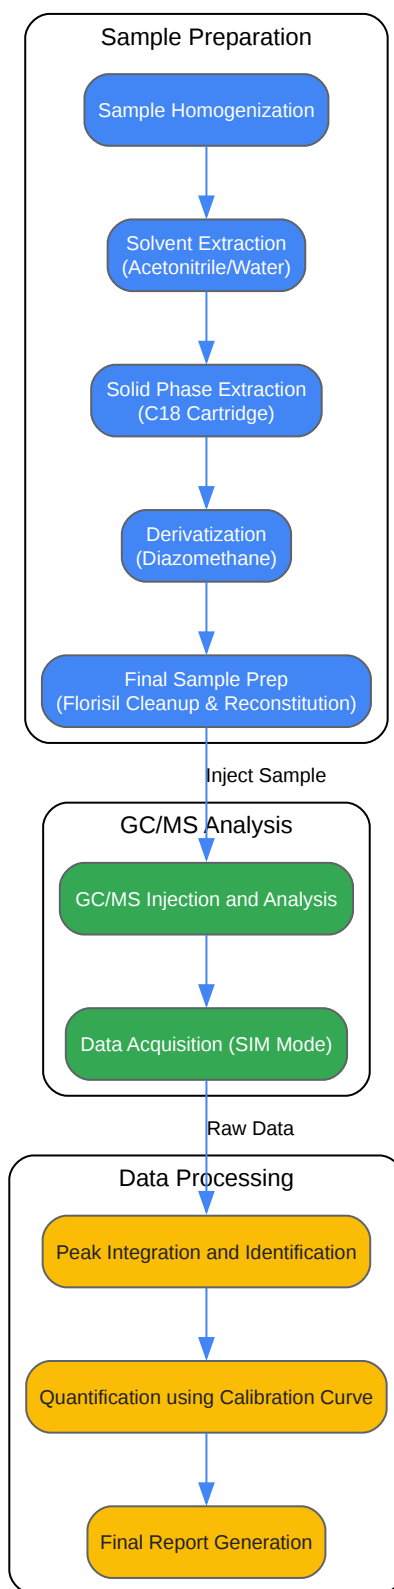 Sample Preparation
Sample Homogenization
Solvent Extraction
(Acetonitrile/Water)
Solid Phase Extraction
(C18 Cartridge)
Derivatization
(Diazomethane)
Final Sample Prep
(Florisil Cleanup & Reconstitution)
Inject Sample
GC/MS Analysis
GC/MS Injection and Analysis
Data Acquisition (SIM Mode)
Raw Data
Data Processing
Peak Integration and Identification
Quantification using Calibration Curve
Final Report Generation